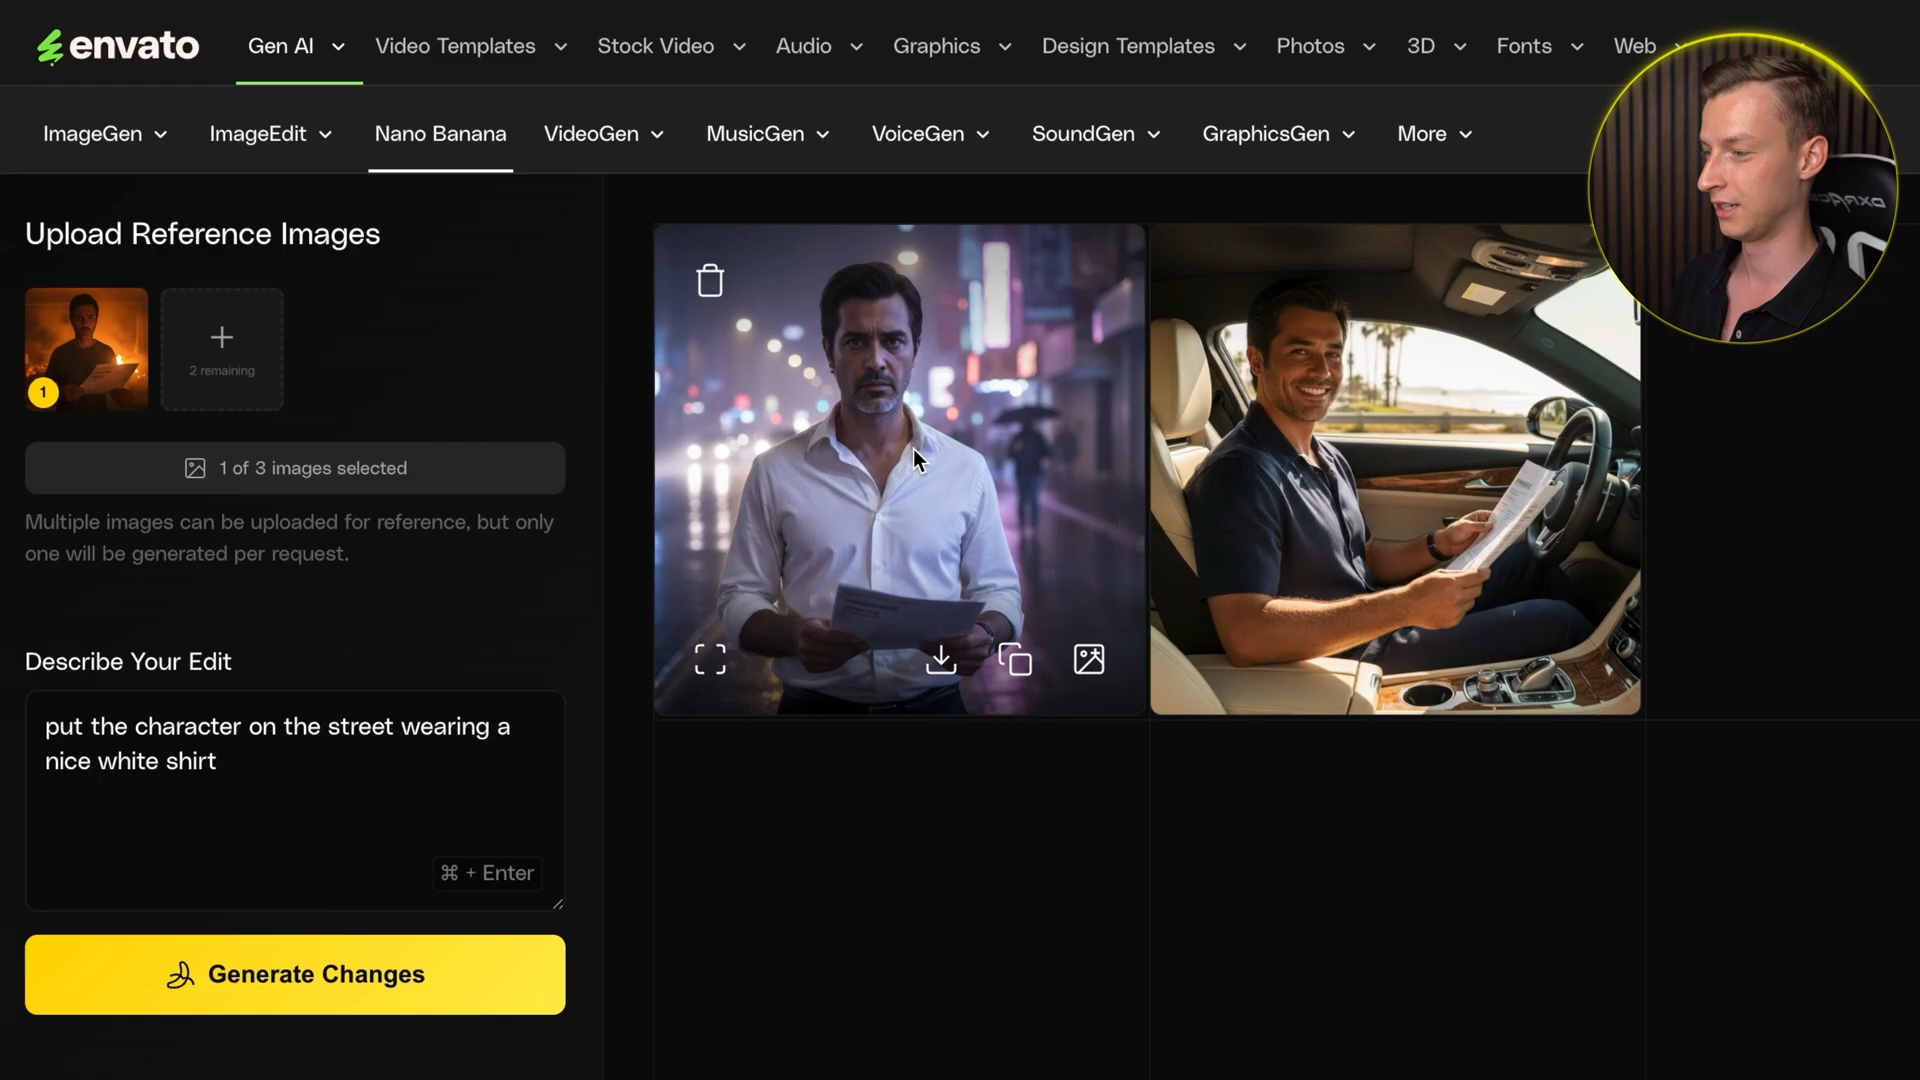 envato
Gen AI
Video Templates
Stock Video
Audio
Graphics
Design Templates
Photos
3D
Fonts
Web
ImageGen
ImageEdit
Nano Banana
VideoGen
MusicGen
VoiceGen
SoundGen
GraphicsGen
More
Upload Reference Images
1
2 remaining
1 of 3 images selected
Multiple images can be uploaded for reference, but only
one will be generated per request.
Describe Your Edit
put the character on the street wearing a
nice white shirt
⌘ + Enter
Generate Changes